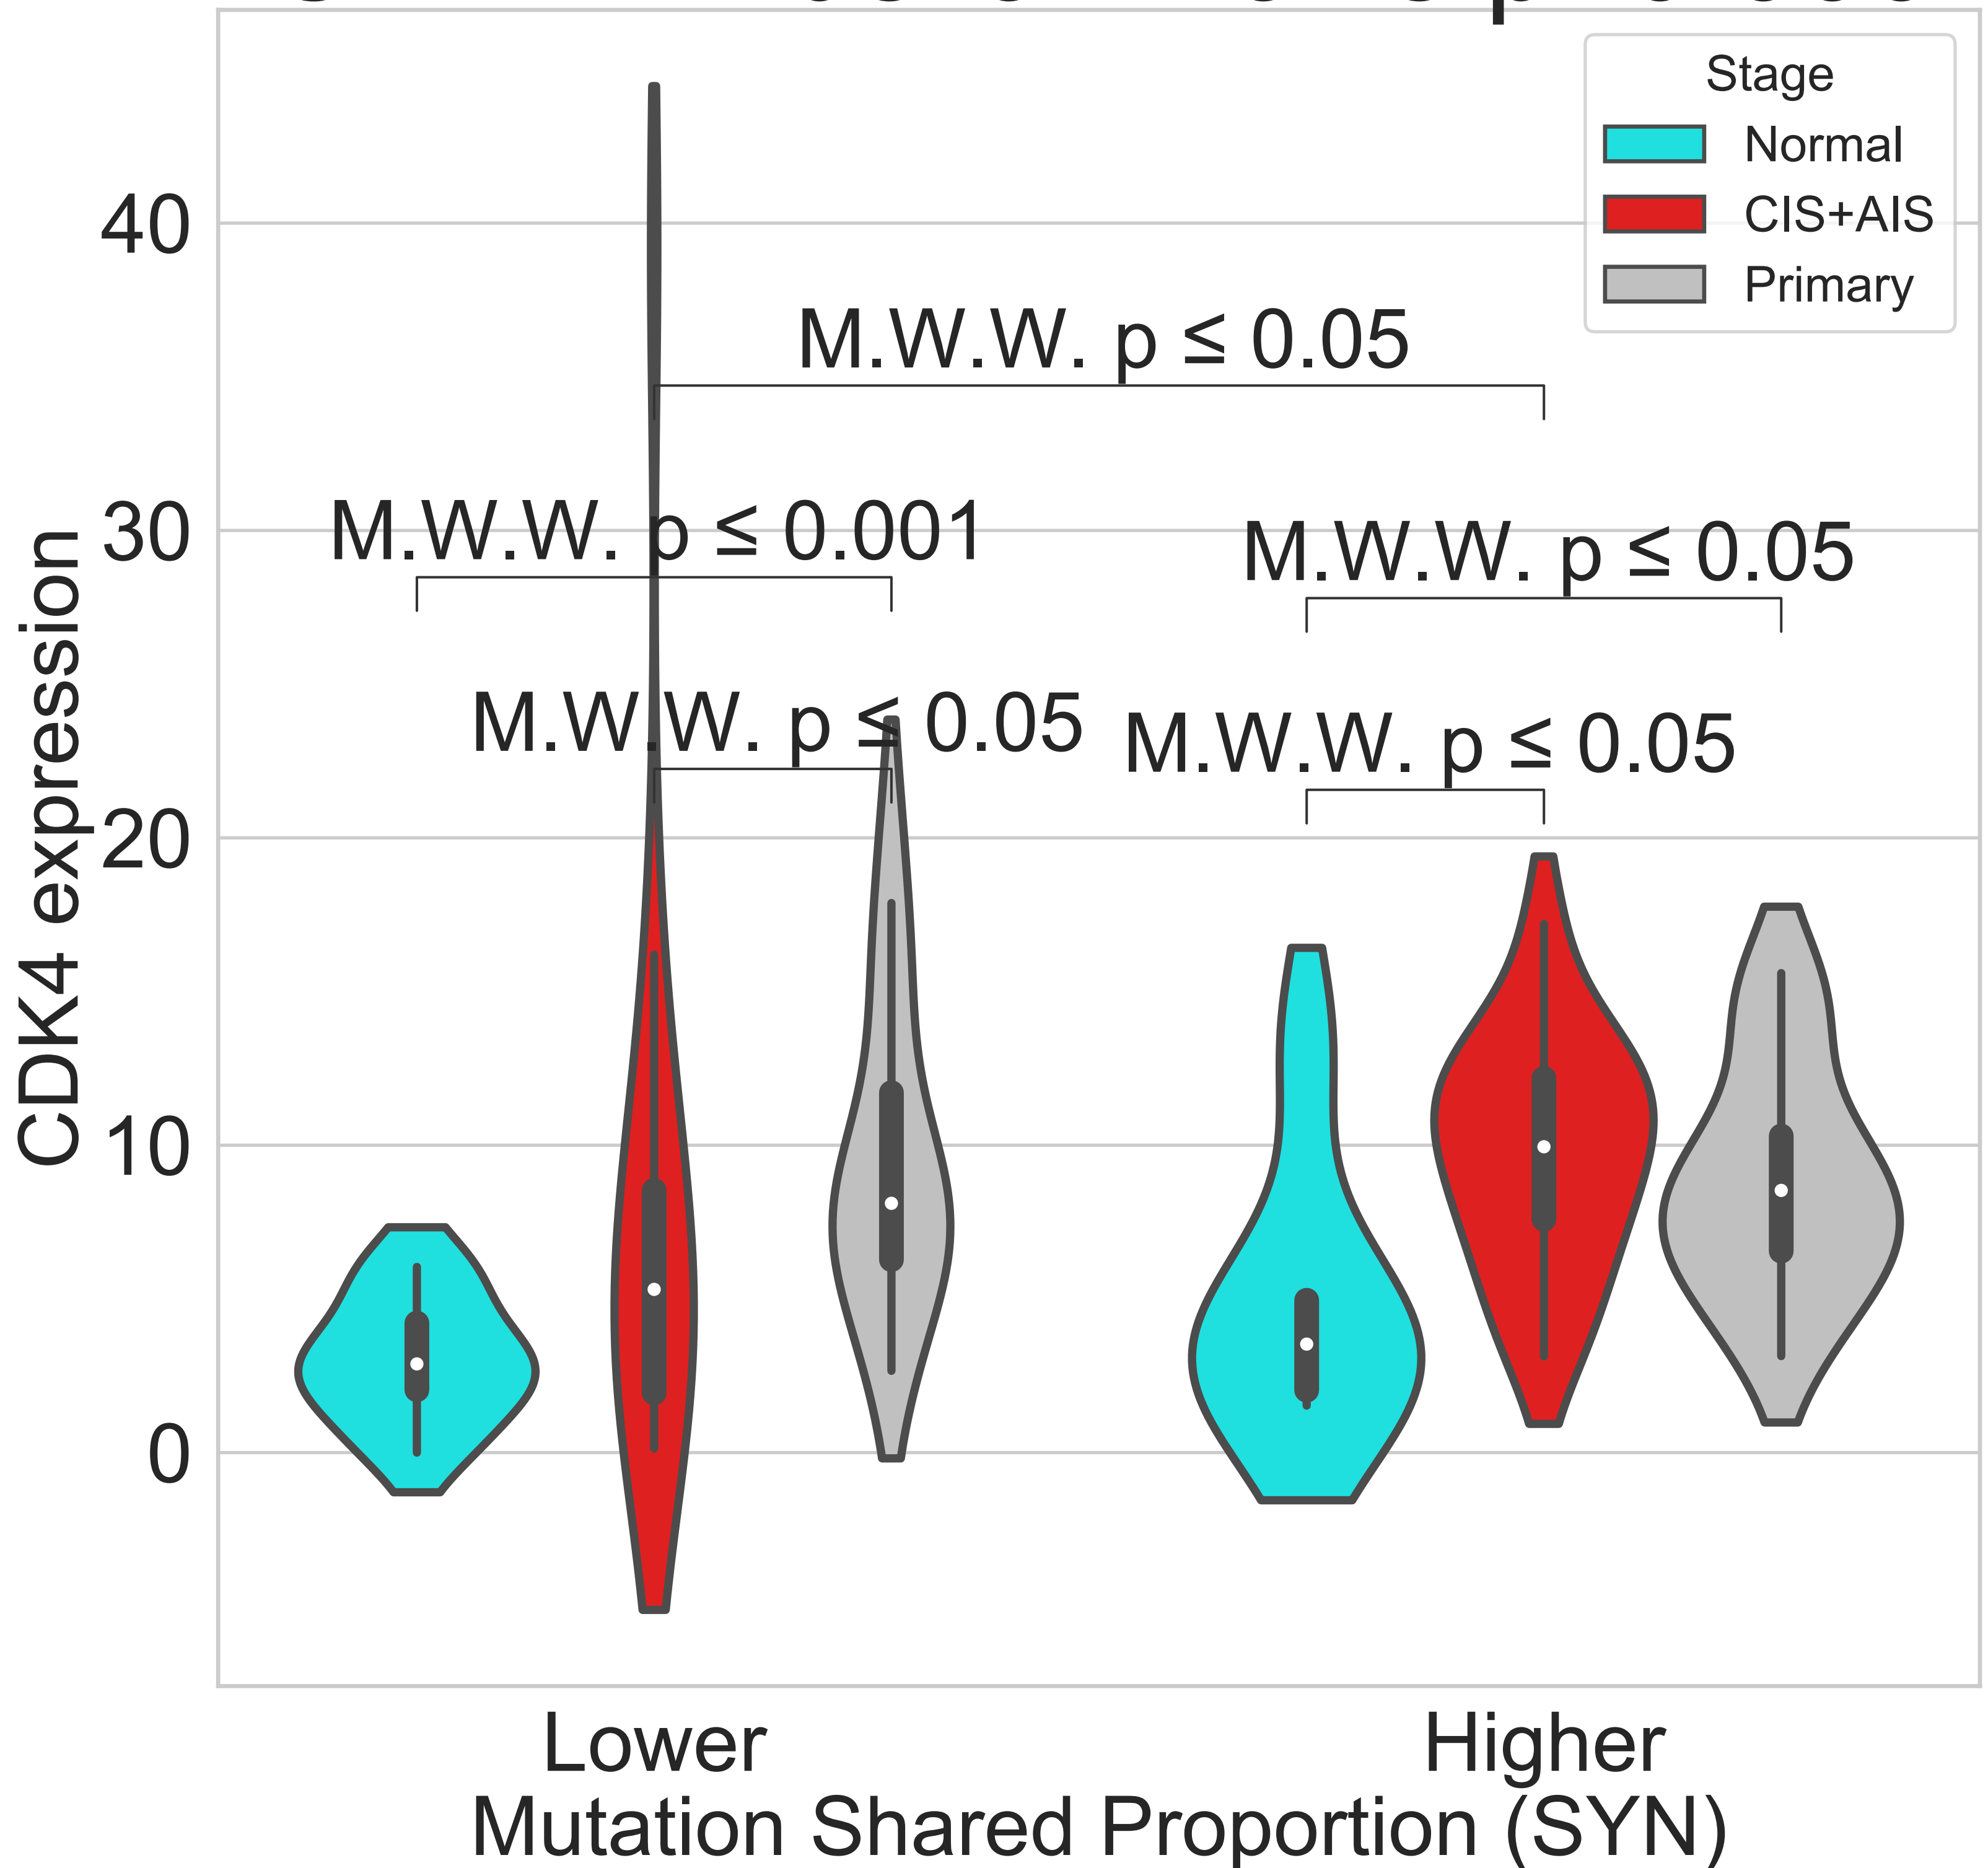 Stage
Normal
CIS+AIS
Primary
40
30
20
10
0
CDK4 expression
M.W.W. p ≤ 0.05
M.W.W. p ≤ 0.001
M.W.W. p ≤ 0.05
M.W.W. p ≤ 0.05
M.W.W. p ≤ 0.05
Lower
Higher
Mutation Shared Proportion (SYN)